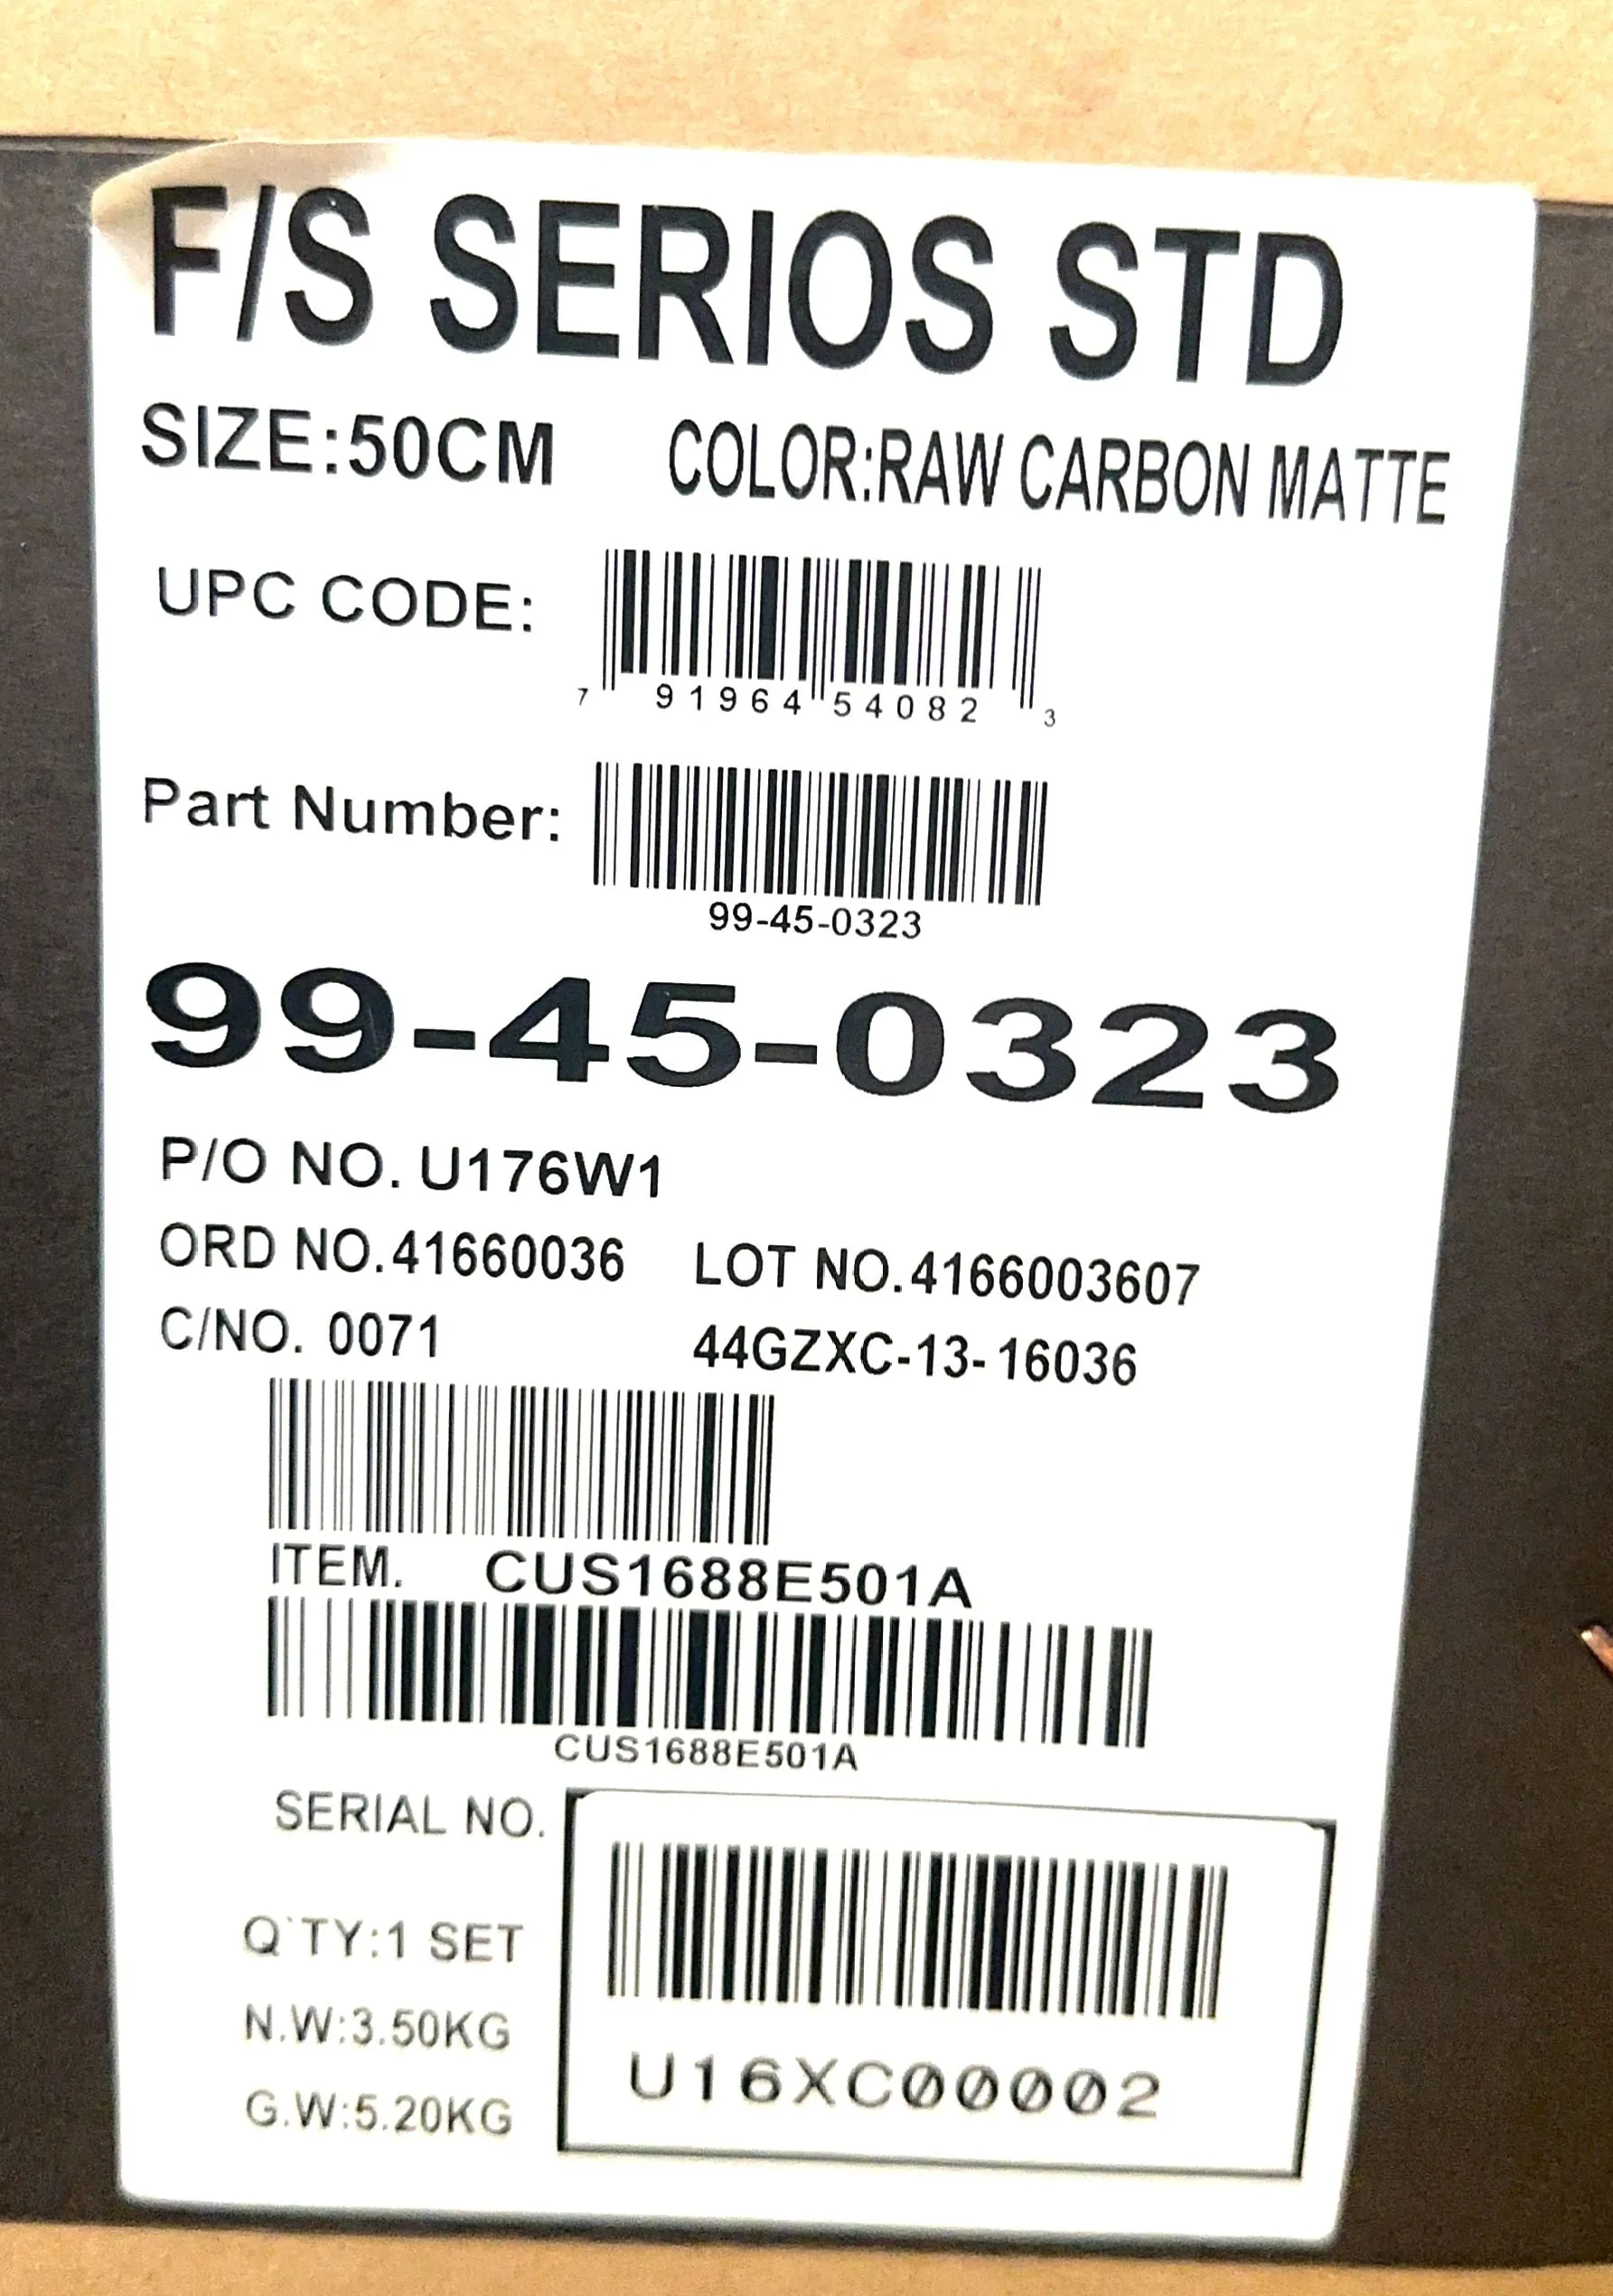 F/S SERIOS STD
SIZE:50CM COLOR:RAW CARBON MATTE
UPC CODE:
7 91964 54082 3
Part Number:
99-45-0323
99-45-0323
P/O NO. U176W1
ORD NO.41660036 LOT NO.4166003607
C/NO. 0071 44GZXC-13-16036
ITEM. CUS1688E501A
CUS1688E501A
SERIAL NO.
Q'TY:1 SET
N.W:3.50KG
G.W:5.20KG
U16XC00002